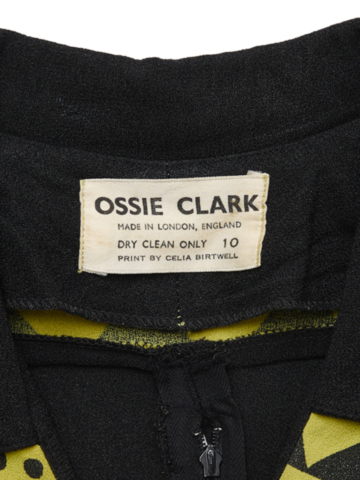 OSSIE CLARK
MADE IN LONDON, ENGLAND
DRY CLEAN ONLY 10
PRINT BY CELIA BIRTWELL